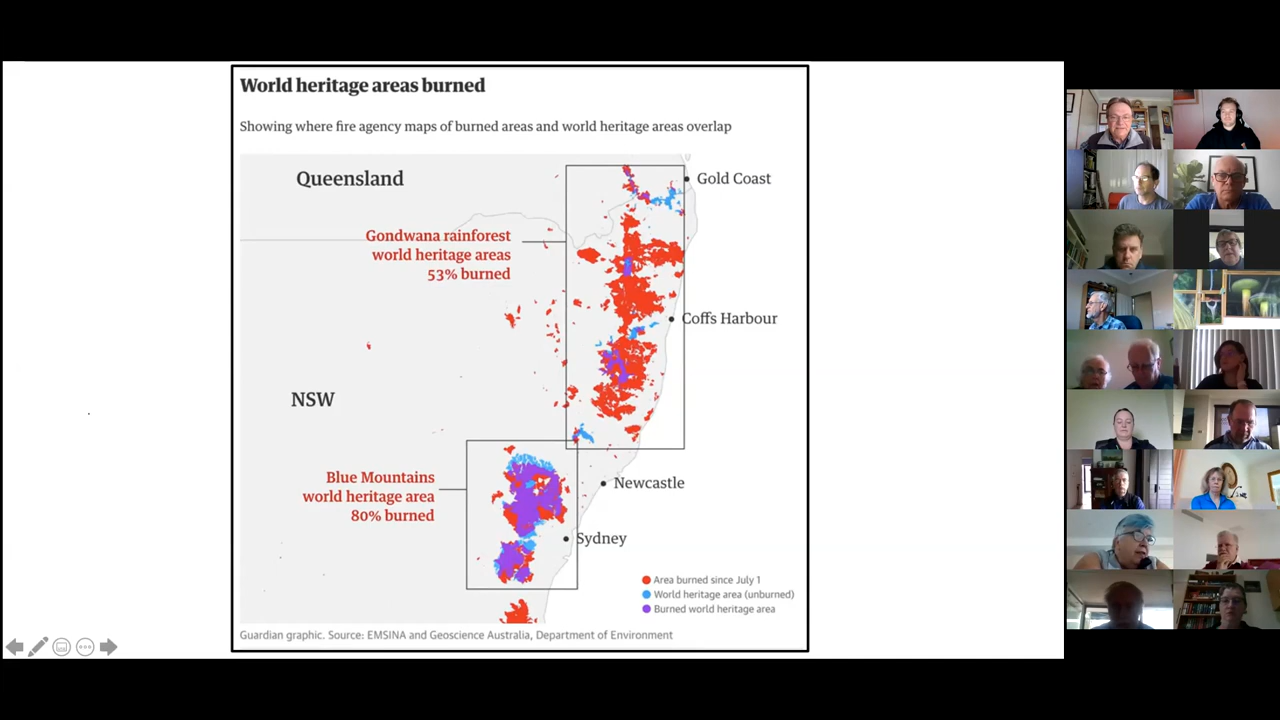 World heritage areas burned
Showing where fire agency maps of burned areas and world heritage areas overlap
Queensland
Gold Coast
Gondwana rainforest
world heritage areas
53% burned
Coffs Harbour
NSW
Blue Mountains
world heritage area
80% burned
Newcastle
Sydney
Area burned since July 1
World heritage area (unburned)
Burned world heritage area
Guardian graphic. Source: EMSINA and Geoscience Australia, Department of Environment